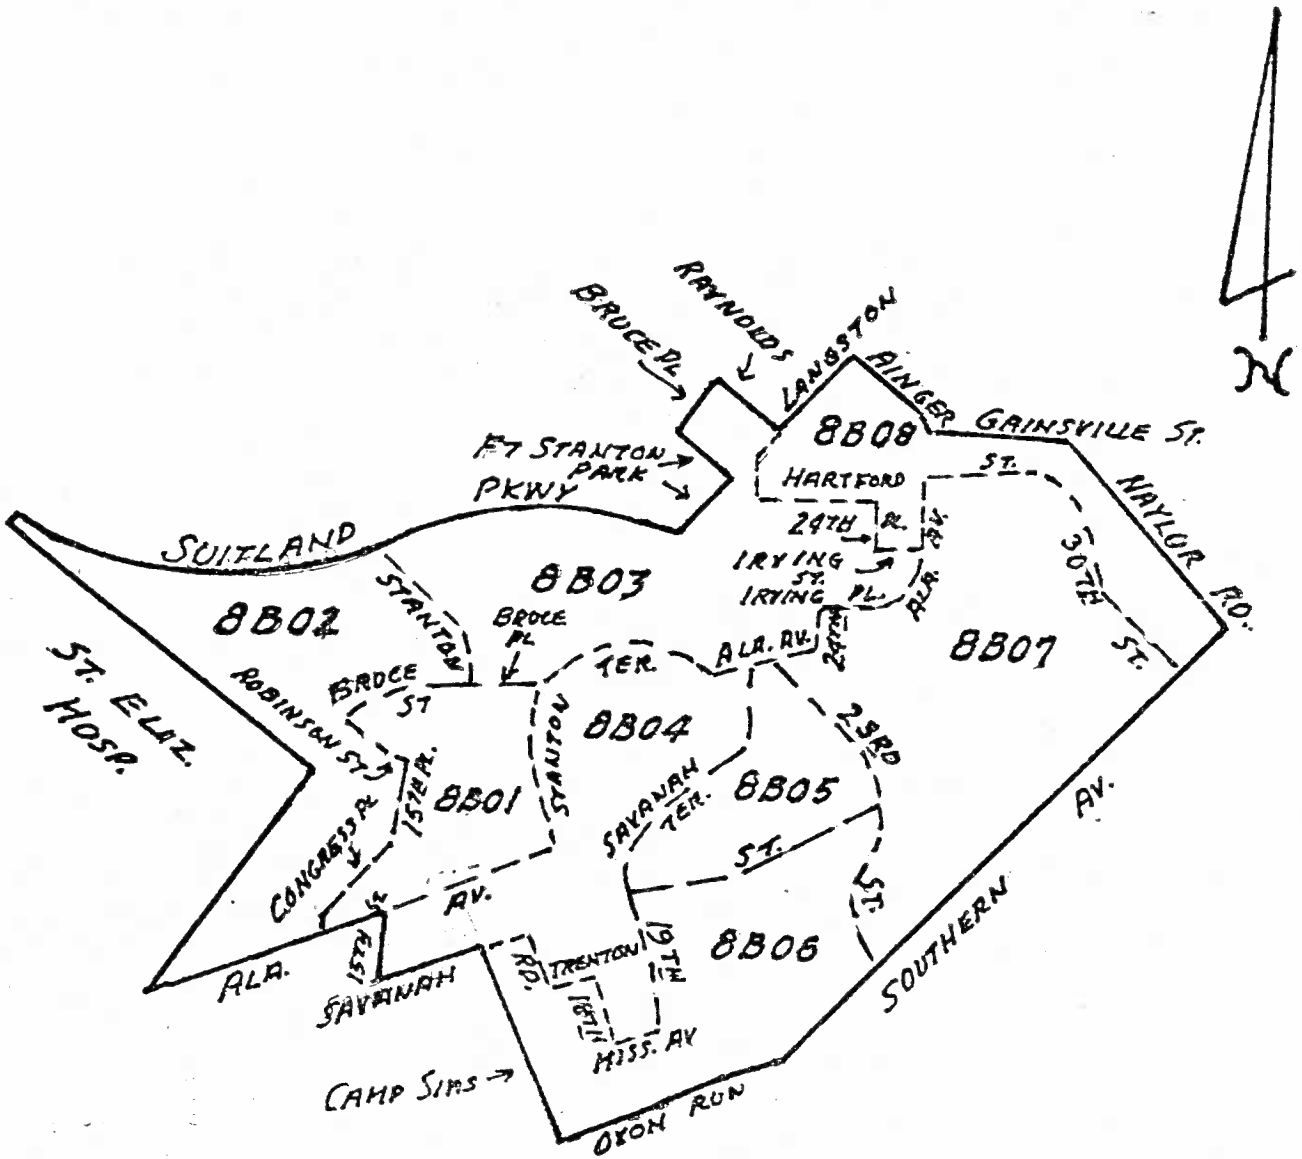 N
RAYNOLDS
BRUCE PL
LANGSTON
AINGER
GAINSVILLE ST.
8B08
FT STANTON
PARK
PKWY
HARTFORD
ST.
NAYLOR RD.
SUITLAND
24TH
PL.
AV.
IRVING
ST.
IRVING PL.
ALA.
30TH
ST.
8B03
8B02
STANTON
BRUCE
PL
TER.
ALA. AV.
24TH
8B07
ST. ELIZ.
HOSP.
ROBINSON ST.
BRUCE
ST
8B04
STANTON
23RD
15TH PL.
8B01
SAVANAH
TER.
8B05
AV.
CONGRESS PL
ST.
ST.
AV.
15TH
ALA.
SAVANAH
RD.
TRENTON
19TH
8B06
ST.
SOUTHERN
18TH
MISS. AV
CAMP SIMS
OXON RUN